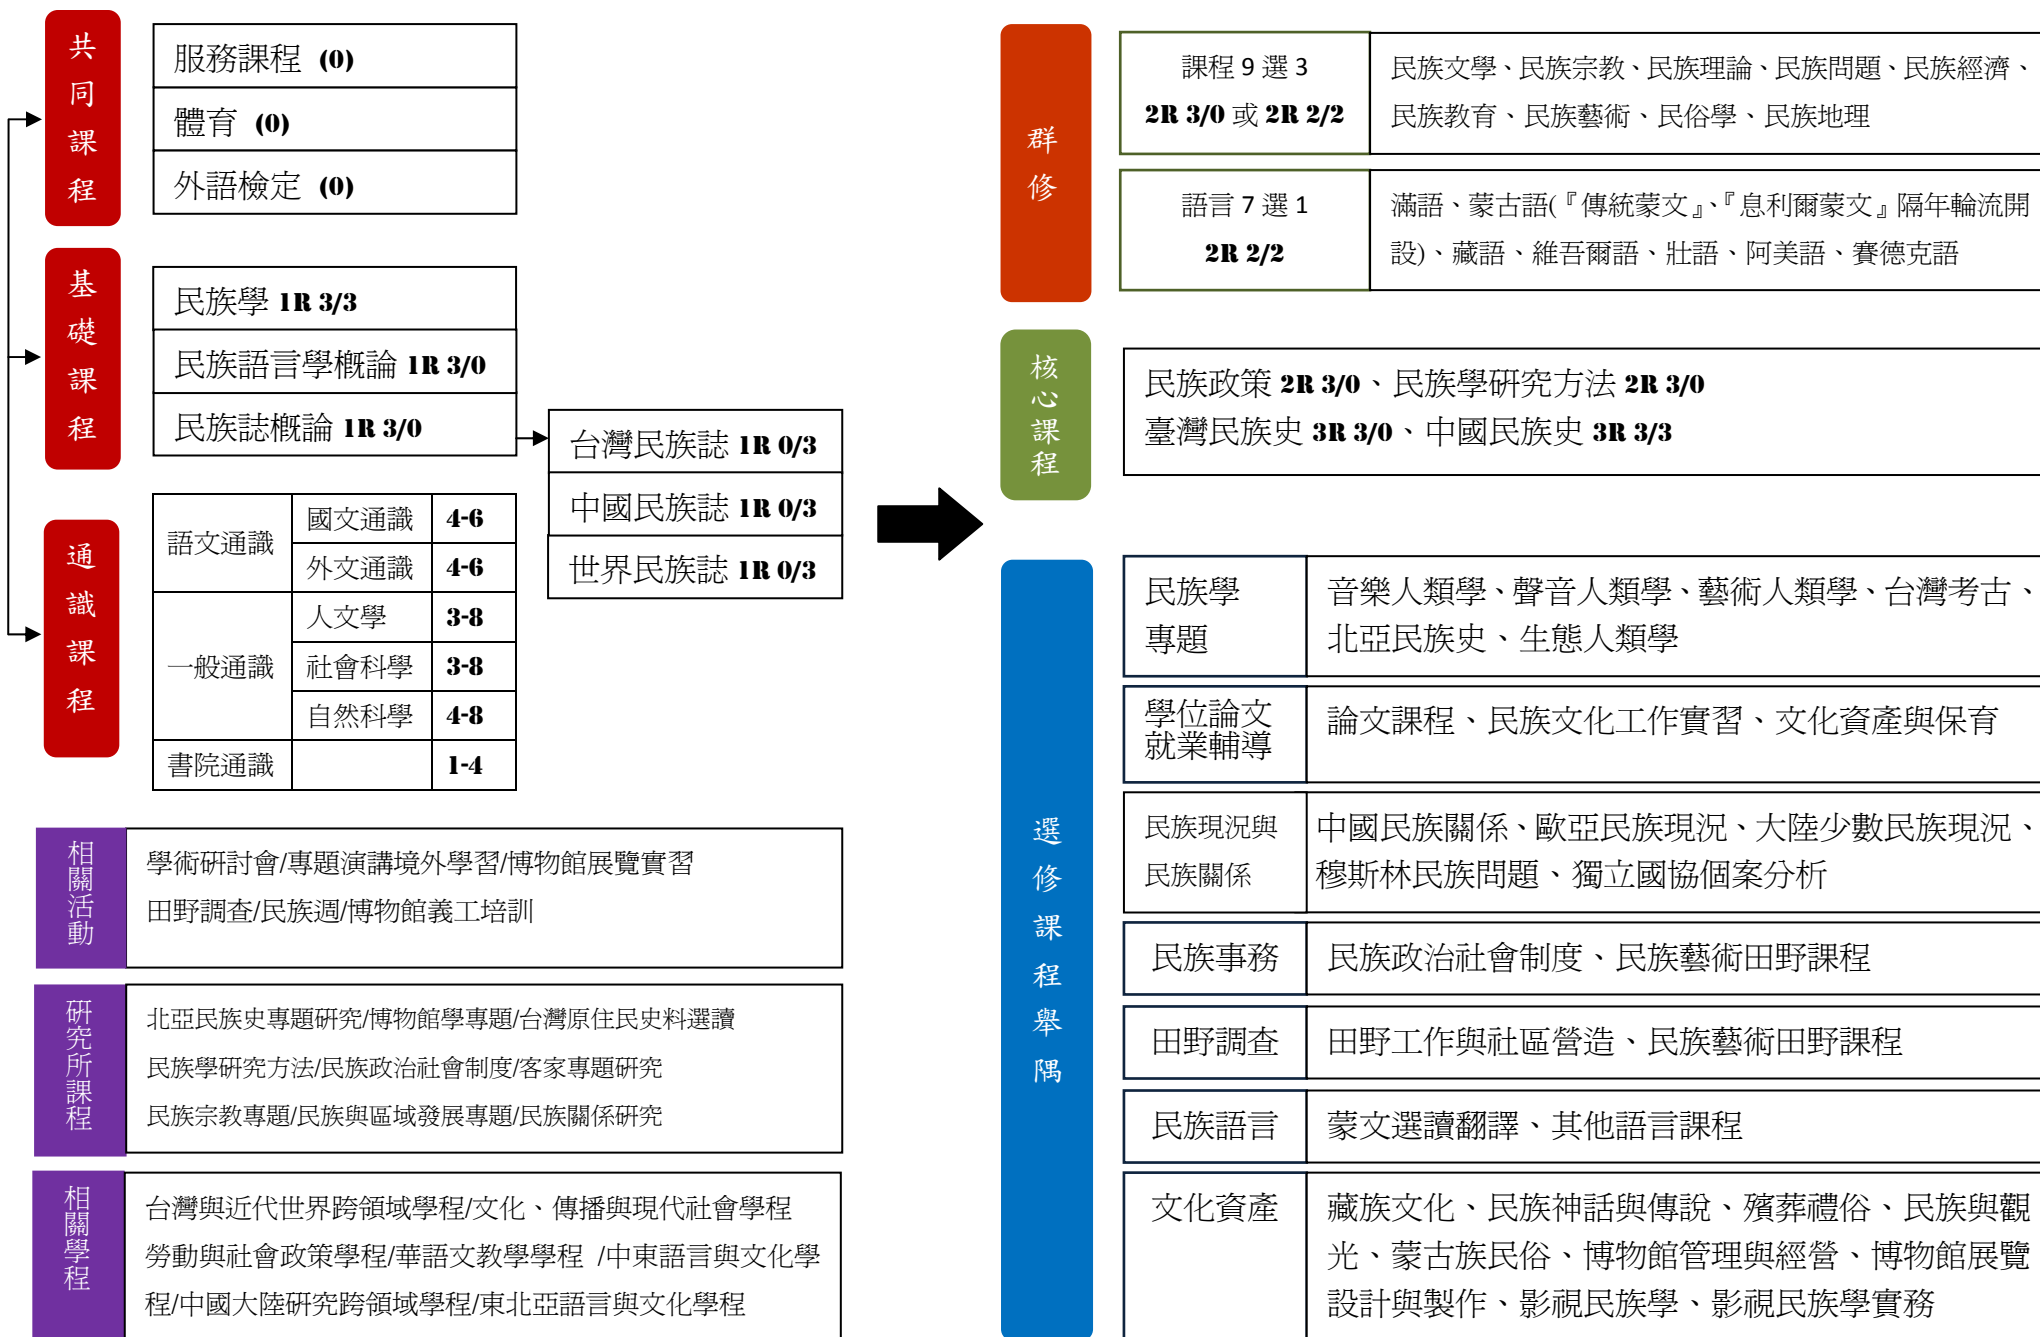 共同課程
服務課程 (0)
體育 (0)
外語檢定 (0)
基礎課程
民族學 1R 3/3
民族語言學概論 1R 3/0
民族誌概論 1R 3/0
台灣民族誌 1R 0/3
中國民族誌 1R 0/3
世界民族誌 1R 0/3
通識課程
語文通識
國文通識 4-6
外文通識 4-6
一般通識
人文學 3-8
社會科學 3-8
自然科學 4-8
書院通識 1-4
相關活動
學術研討會/專題演講境外學習/博物館展覽實習
田野調查/民族週/博物館義工培訓
研究所課程
北亞民族史專題研究/博物館學專題/台灣原住民史料選讀
民族學研究方法/民族政治社會制度/客家專題研究
民族宗教專題/民族與區域發展專題/民族關係研究
相關學程
台灣與近代世界跨領域學程/文化、傳播與現代社會學程
勞動與社會政策學程/華語文教學學程 /中東語言與文化學
程/中國大陸研究跨領域學程/東北亞語言與文化學程
群修
課程 9 選 3
2R 3/0 或 2R 2/2
民族文學、民族宗教、民族理論、民族問題、民族經濟、
民族教育、民族藝術、民俗學、民族地理
語言 7 選 1
2R 2/2
滿語、蒙古語(『傳統蒙文』、『息利爾蒙文』隔年輪流開
設)、藏語、維吾爾語、壯語、阿美語、賽德克語
核心課程
民族政策 2R 3/0、民族學研究方法 2R 3/0
臺灣民族史 3R 3/0、中國民族史 3R 3/3
選修課程舉隅
民族學
專題
音樂人類學、聲音人類學、藝術人類學、台灣考古、
北亞民族史、生態人類學
學位論文
就業輔導
論文課程、民族文化工作實習、文化資產與保育
民族現況與
民族關係
中國民族關係、歐亞民族現況、大陸少數民族現況、
穆斯林民族問題、獨立國協個案分析
民族事務
民族政治社會制度、民族藝術田野課程
田野調查
田野工作與社區營造、民族藝術田野課程
民族語言
蒙文選讀翻譯、其他語言課程
文化資產
藏族文化、民族神話與傳說、殯葬禮俗、民族與觀
光、蒙古族民俗、博物館管理與經營、博物館展覽
設計與製作、影視民族學、影視民族學實務